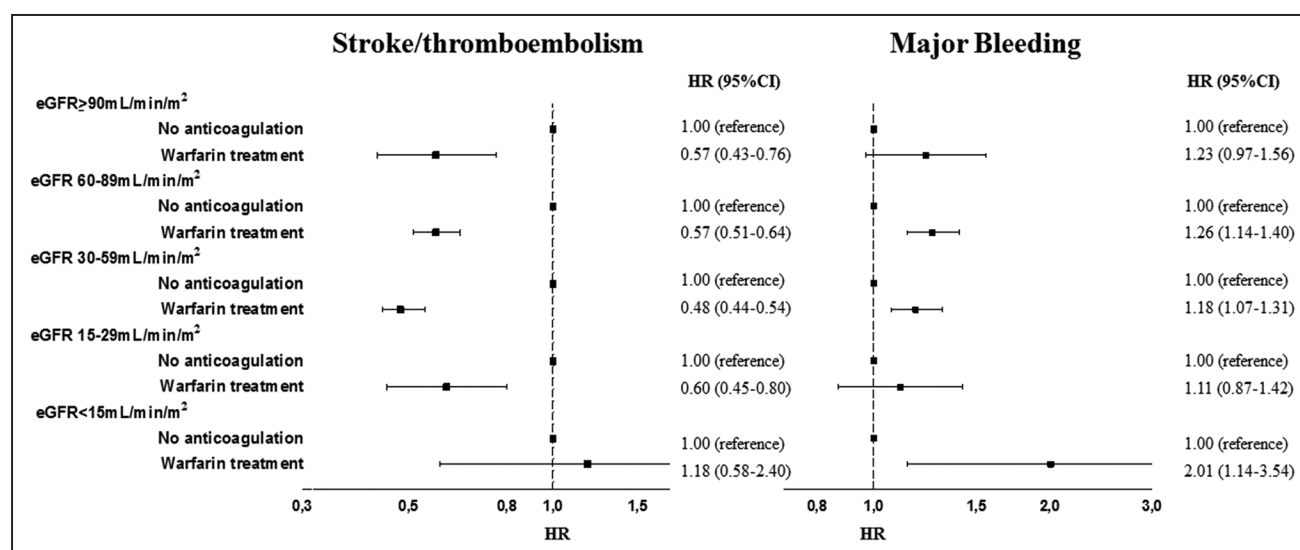 Stroke/thromboembolism Major Bleeding
HR (95%CI) HR (95%CI)
eGFR≥90mL/min/m²
No anticoagulation 1.00 (reference) 1.00 (reference)
Warfarin treatment 0.57 (0.43-0.76) 1.23 (0.97-1.56)
eGFR 60-89mL/min/m²
No anticoagulation 1.00 (reference) 1.00 (reference)
Warfarin treatment 0.57 (0.51-0.64) 1.26 (1.14-1.40)
eGFR 30-59mL/min/m²
No anticoagulation 1.00 (reference) 1.00 (reference)
Warfarin treatment 0.48 (0.44-0.54) 1.18 (1.07-1.31)
eGFR 15-29mL/min/m²
No anticoagulation 1.00 (reference) 1.00 (reference)
Warfarin treatment 0.60 (0.45-0.80) 1.11 (0.87-1.42)
eGFR<15mL/min/m²
No anticoagulation 1.00 (reference) 1.00 (reference)
Warfarin treatment 1.18 (0.58-2.40) 2.01 (1.14-3.54)
0,3 0,5 0,8 1,0 1,5 0,8 1,0 1,5 2,0 3,0
HR HR